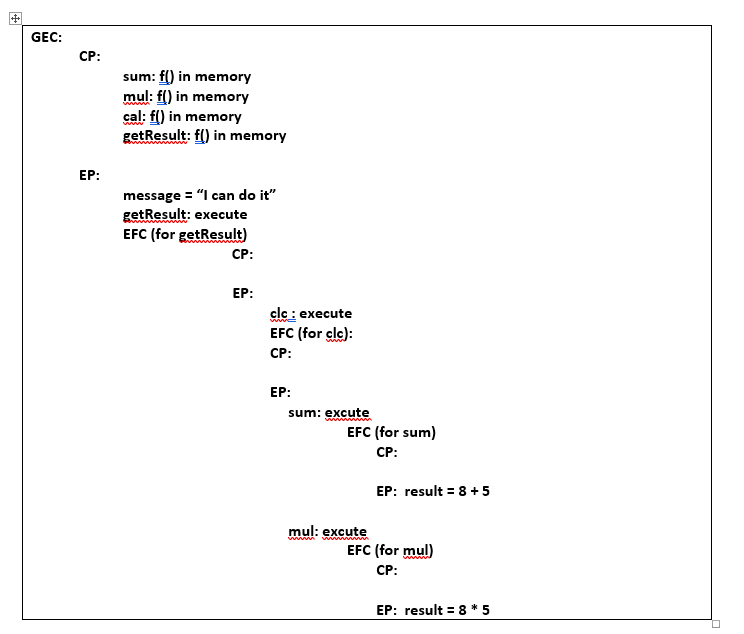 GEC:
CP:
sum: f() in memory
mul: f() in memory
cal: f() in memory
getResult: f() in memory
EP:
message = “I can do it”
getResult: execute
EFC (for getResult)
CP:
EP:
clc : execute
EFC (for clc):
CP:
EP:
sum: excute
EFC (for sum)
CP:
EP: result = 8 + 5
mul: excute
EFC (for mul)
CP:
EP: result = 8 * 5